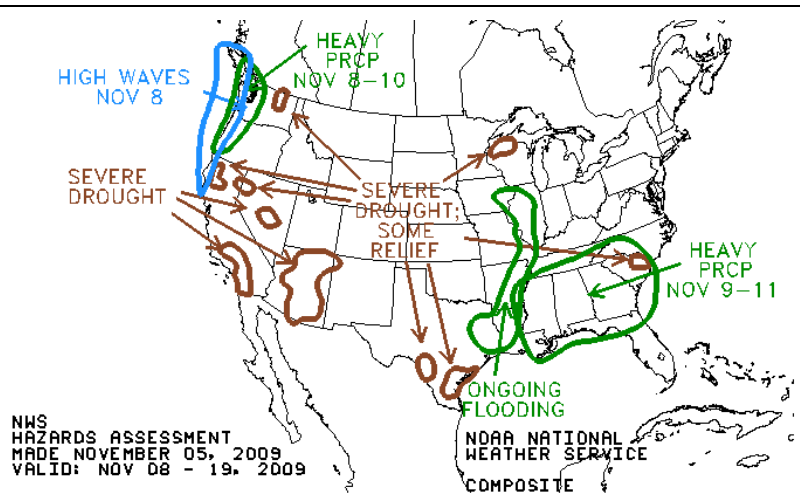 HEAVY
PRCP
NOV 8-10
HIGH WAVES
NOV 8
SEVERE
DROUGHT
SEVERE
DROUGHT;
SOME
RELIEF
HEAVY
PRCP
NOV 9-11
ONGOING
FLOODING
NWS
HAZARDS ASSESSMENT
MADE NOVEMBER 05, 2009
VALID: NOV 08 - 19, 2009
NOAA NATIONAL
WEATHER SERVICE
COMPOSITE